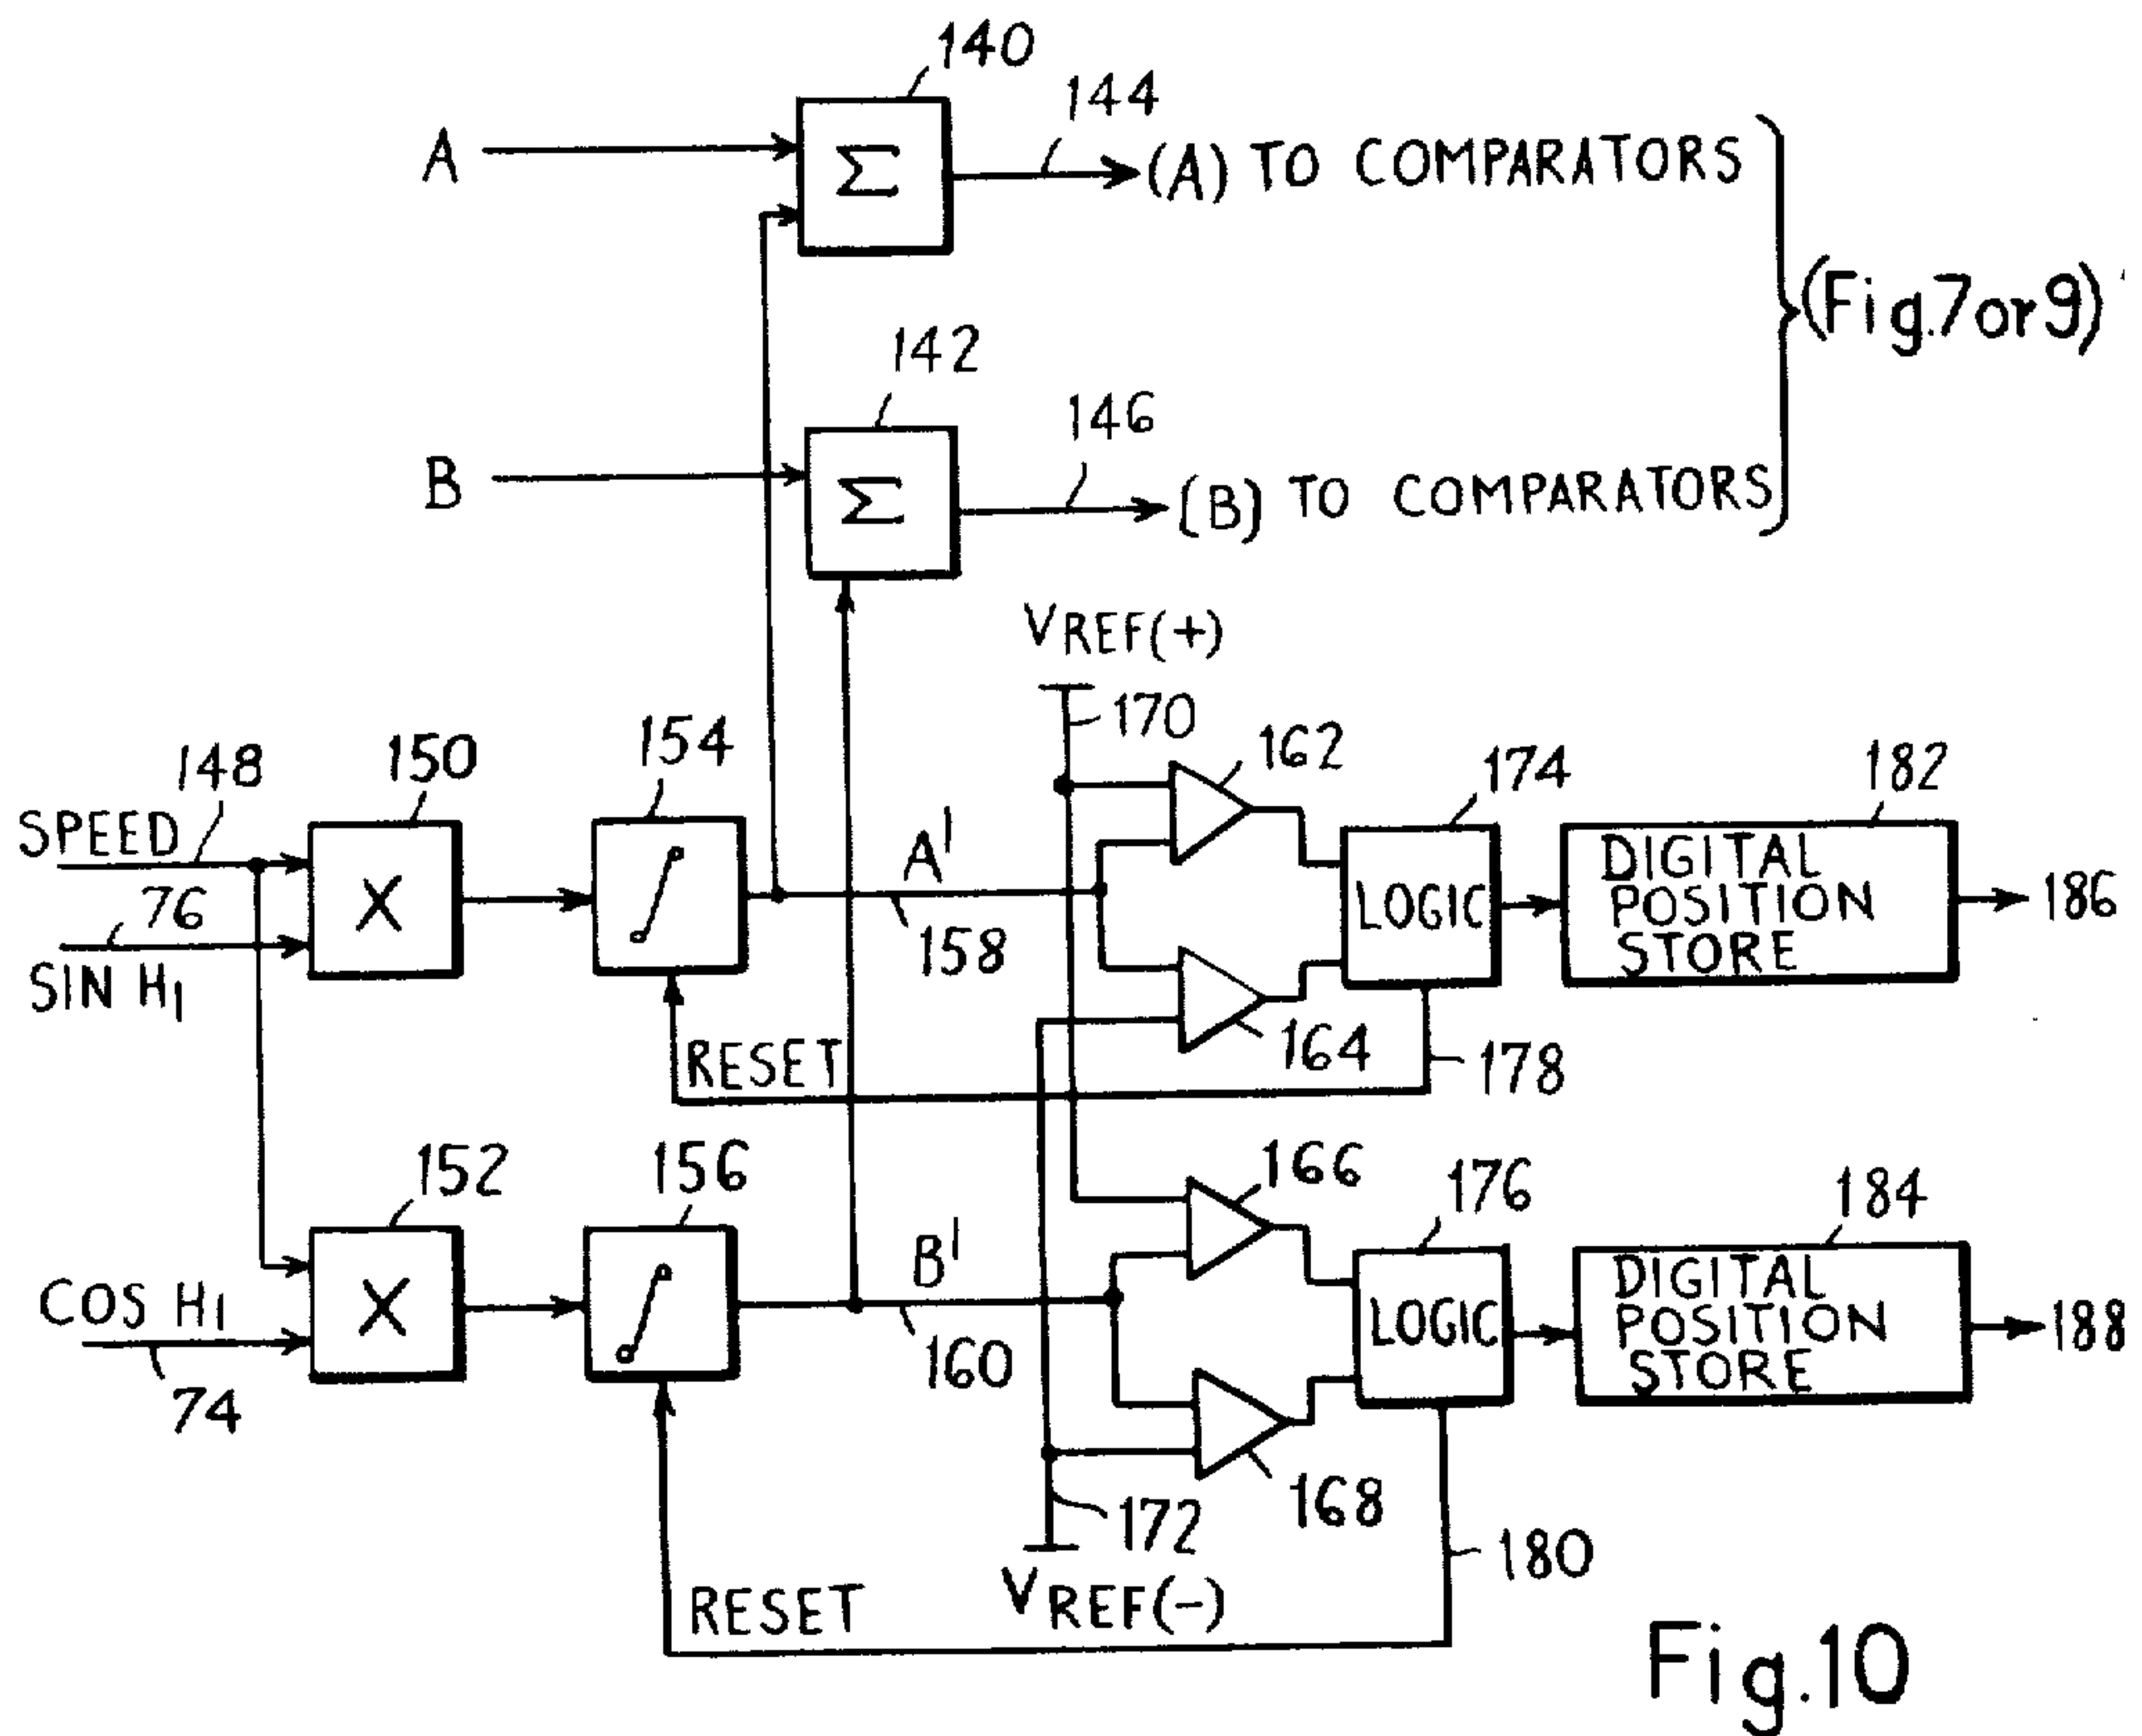 140
144
A
Σ
(A) TO COMPARATORS
(Fig.7or9)
142
146
B
Σ
(B) TO COMPARATORS
VREF(+)
170
148
150
154
162
174
182
SPEED
76
SIN H1
X
A'
158
LOGIC
DIGITAL
POSITION
STORE
186
RESET
164
178
152
156
166
176
184
COS H1
74
X
B'
160
LOGIC
DIGITAL
POSITION
STORE
188
168
172
VREF(-)
180
RESET
Fig.10